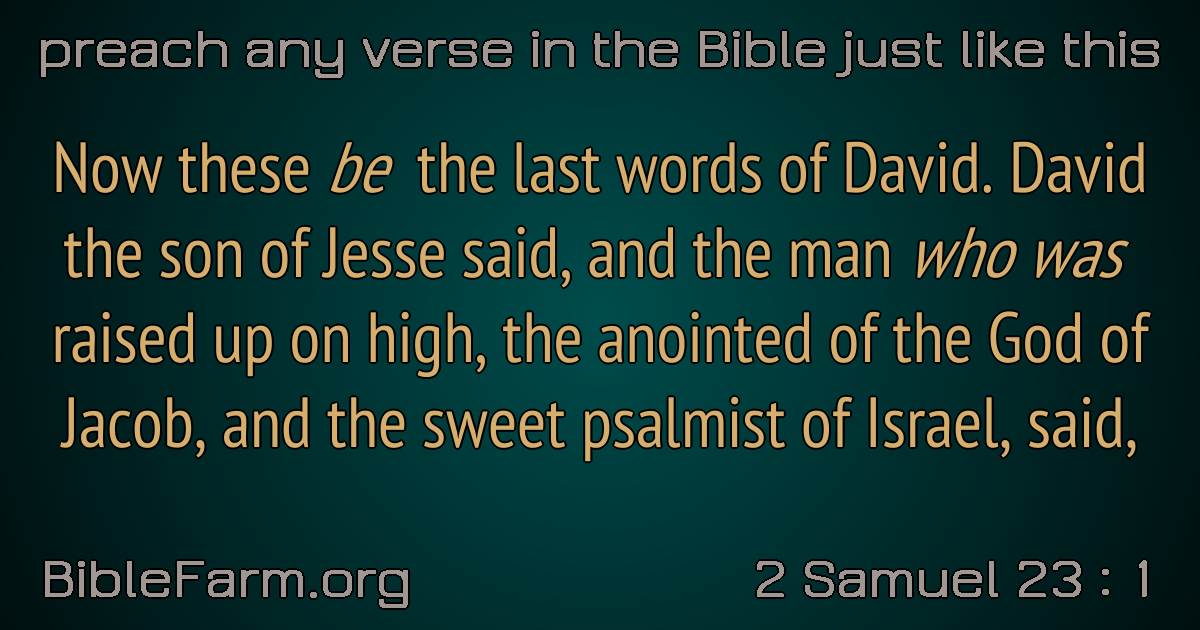 preach any verse in the Bible just like this
Now these be the last words of David. David
the son of Jesse said, and the man who was
raised up on high, the anointed of the God of
Jacob, and the sweet psalmist of Israel, said,
BibleFarm.org
2 Samuel 23 : 1